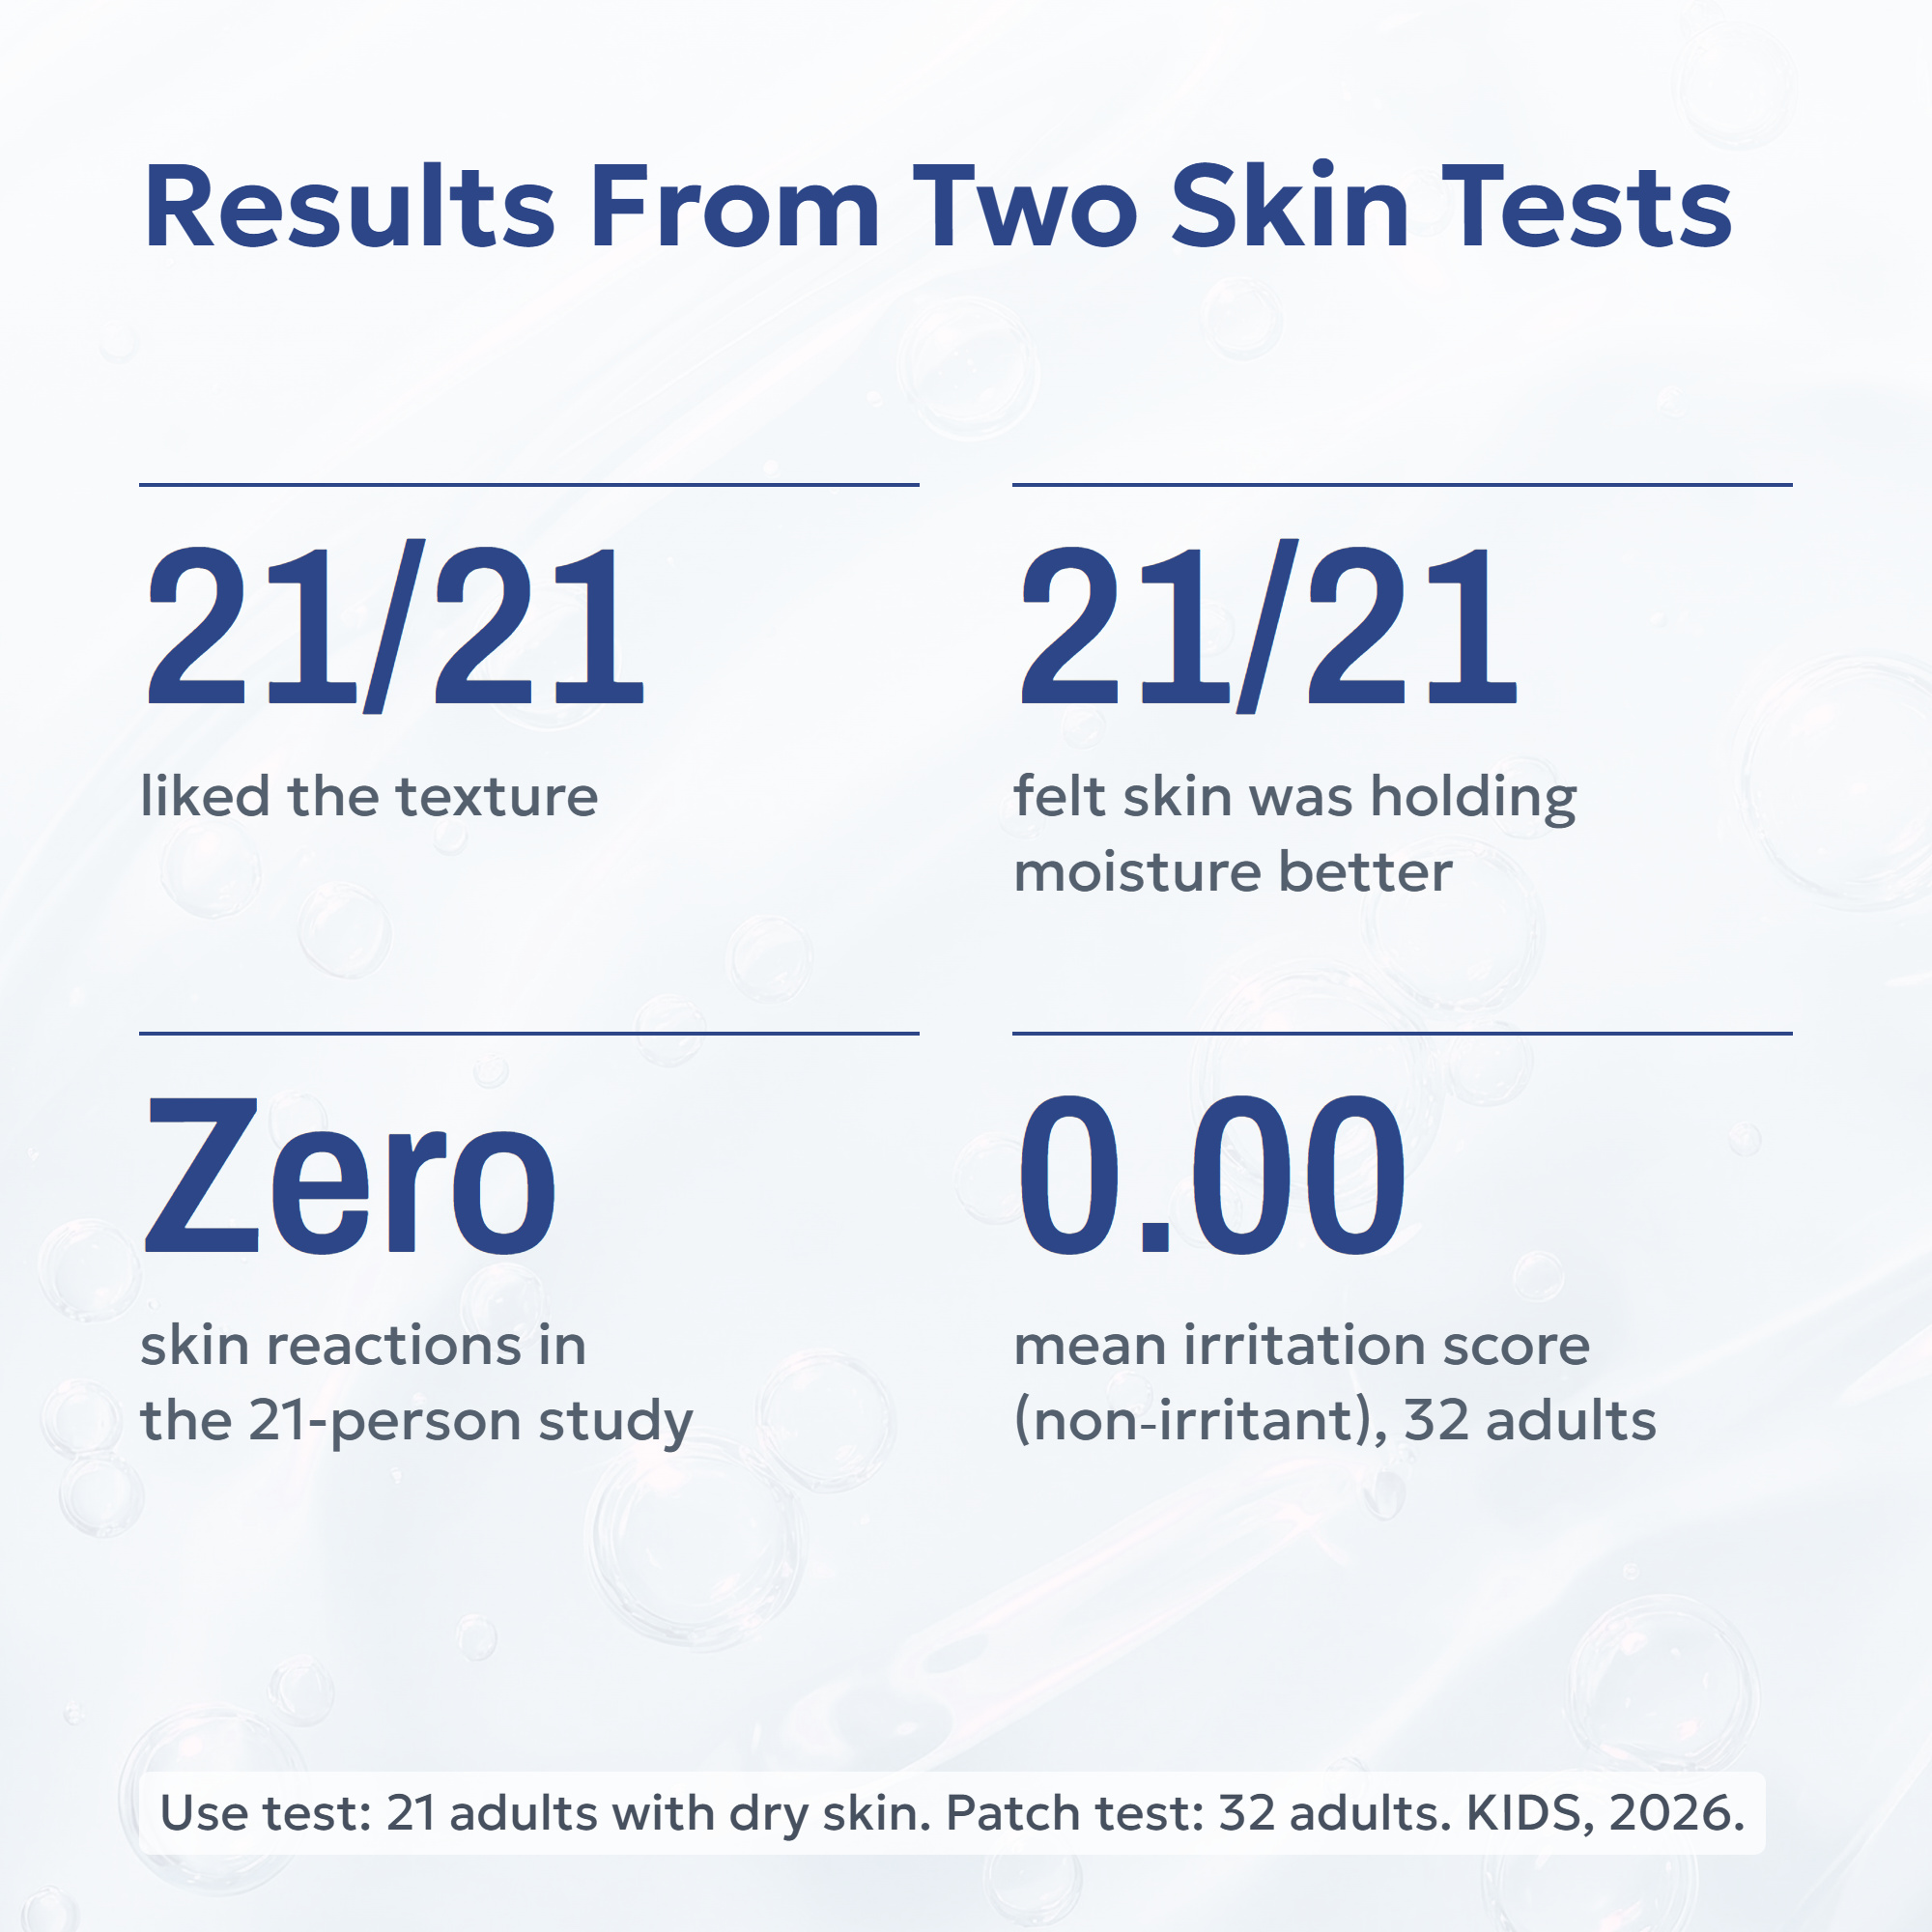 Results From Two Skin Tests
21/21
liked the texture
21/21
felt skin was holding
moisture better
Zero
skin reactions in
the 21-person study
0.00
mean irritation score
(non-irritant), 32 adults
Use test: 21 adults with dry skin. Patch test: 32 adults. KIDS, 2026.